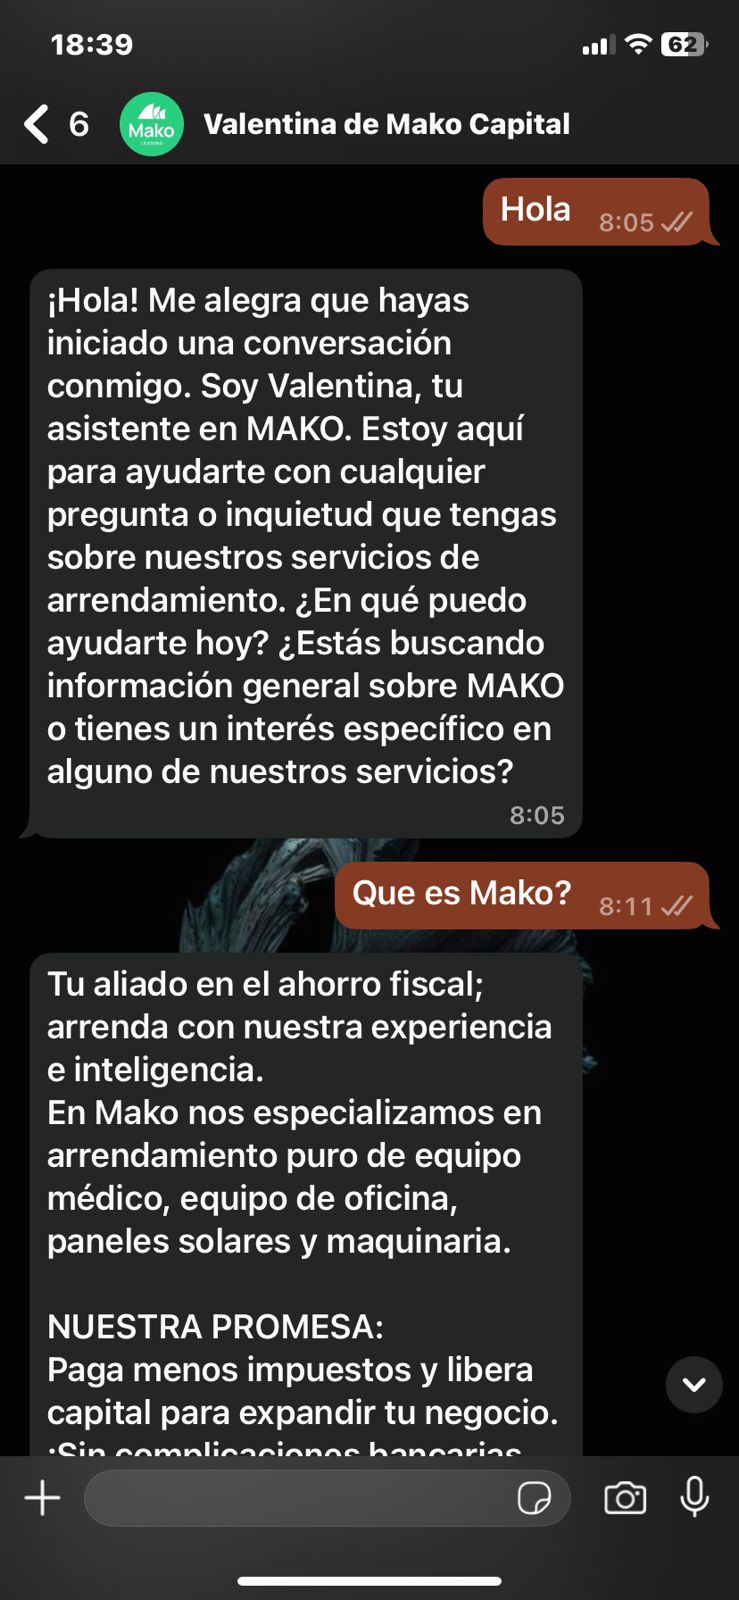 18:39
62
6
Mako
LEASING
Valentina de Mako Capital
Hola
8:05
¡Hola! Me alegra que hayas
iniciado una conversación
conmigo. Soy Valentina, tu
asistente en MAKO. Estoy aquí
para ayudarte con cualquier
pregunta o inquietud que tengas
sobre nuestros servicios de
arrendamiento. ¿En qué puedo
ayudarte hoy? ¿Estás buscando
información general sobre MAKO
o tienes un interés específico en
alguno de nuestros servicios?
8:05
Que es Mako?
8:11
Tu aliado en el ahorro fiscal;
arrenda con nuestra experiencia
e inteligencia.
En Mako nos especializamos en
arrendamiento puro de equipo
médico, equipo de oficina,
paneles solares y maquinaria.
NUESTRA PROMESA:
Paga menos impuestos y libera
capital para expandir tu negocio.
¡Sin complicaciones bancarias